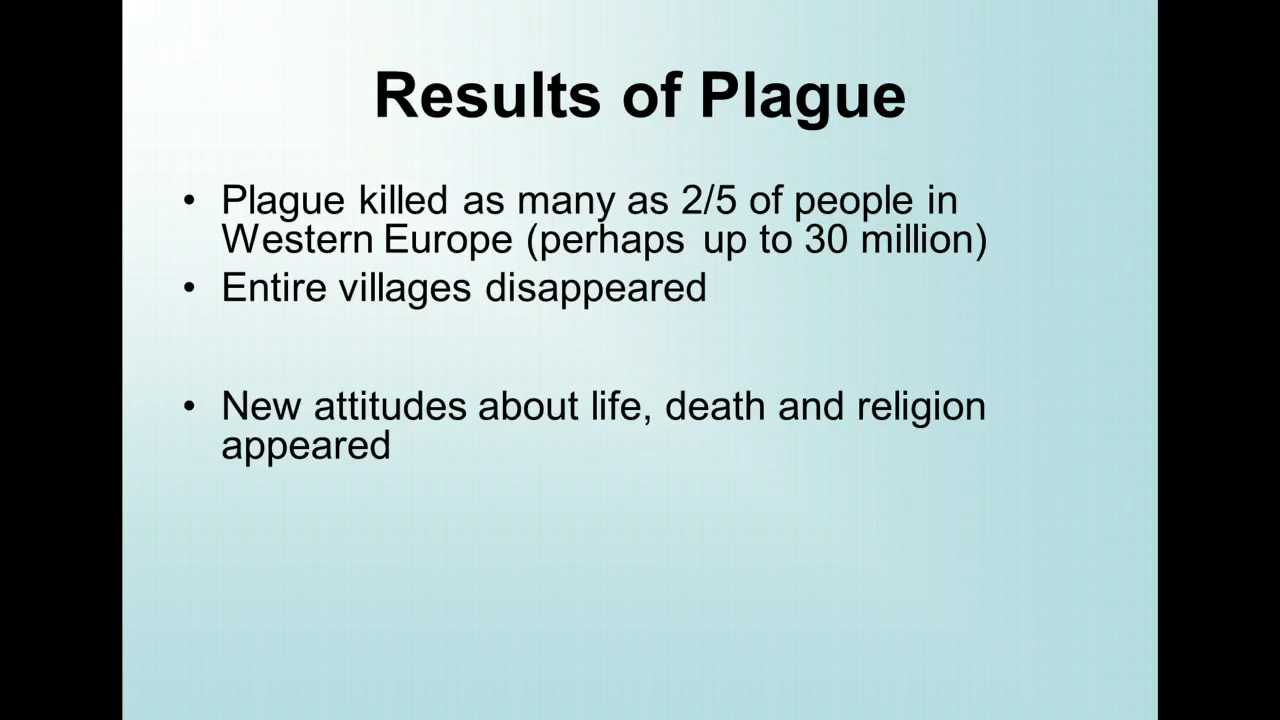 Results of Plague
• Plague killed as many as 2/5 of people in
Western Europe (perhaps up to 30 million)
• Entire villages disappeared
• New attitudes about life, death and religion
appeared